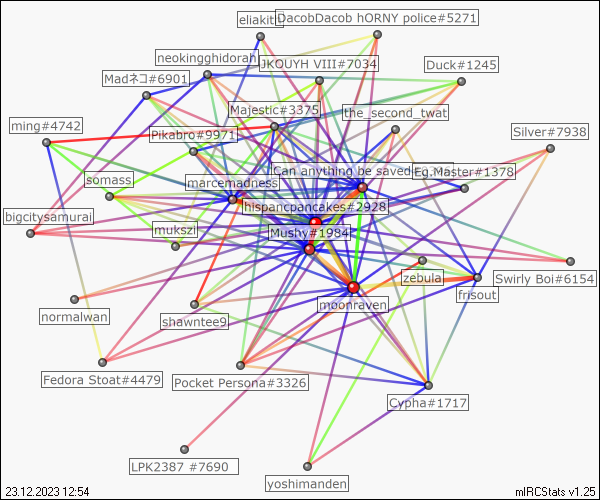 eliakith
DacobDacob hORNY police#5271
neokingghidorah
JKOUYH VIII#7034
Duck#1245
Madネコ#6901
Majestic#3375
the_second_twat
ming#4742
Pikabro#9971
Silver#7938
Can anything be saved
Eg.Master#1378
somass
marcemadness
hispancpancakes#2928
bigcitysamurai
mukszi
Mushy#1984
zebula
Swirly Boi#6154
frisout
normalwan
shawntee9
moonraven
Fedora Stoat#4479
Pocket Persona#3326
Cypha#1717
LPK2387 #7690
yoshimanden
23.12.2023 12:54
mIRCStats v1.25